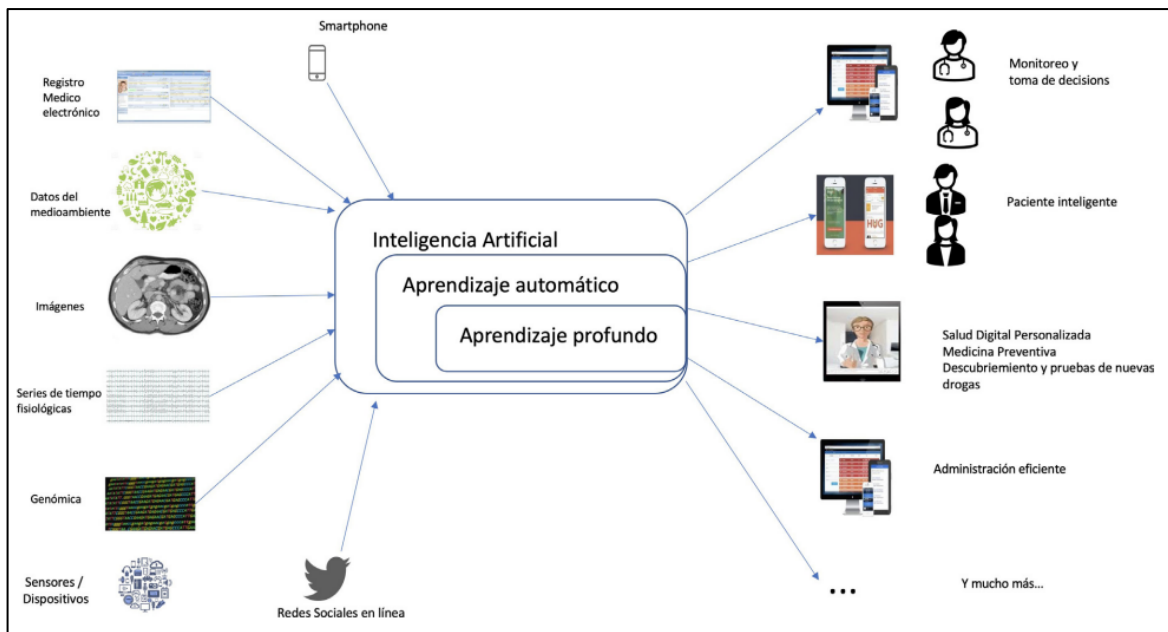 Smartphone
Registro
Medico
electrónico
Datos del
medioambiente
Imágenes
Series de tiempo
fisiológicas
Genómica
Sensores /
Dispositivos
Redes Sociales en línea
Inteligencia Artificial
Aprendizaje automático
Aprendizaje profundo
Monitoreo y
toma de decisions
HUG
Paciente inteligente
Salud Digital Personalizada
Medicina Preventiva
Descubriemiento y pruebas de nuevas
drogas
Administración eficiente
...
Y mucho más...